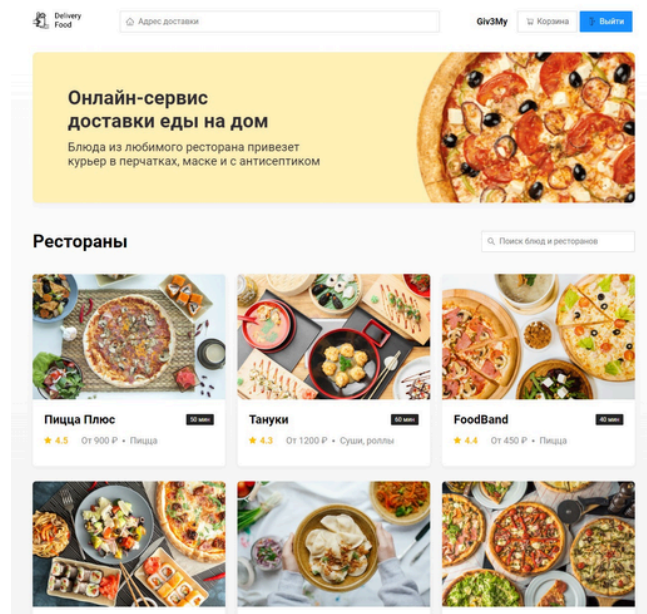 Delivery
Food
Адрес доставки
Giv3My
Корзина
Выйти
Онлайн-сервис
доставки еды на дом
Блюда из любимого ресторана привезет
курьер в перчатках, маске и с антисептиком
Рестораны
Поиск блюд и ресторанов
Пицца Плюс
50 мин
★ 4.5 От 900 ₽ • Пицца
Тануки
60 мин
★ 4.3 От 1200 ₽ • Суши, роллы
FoodBand
40 мин
★ 4.4 От 450 ₽ • Пицца